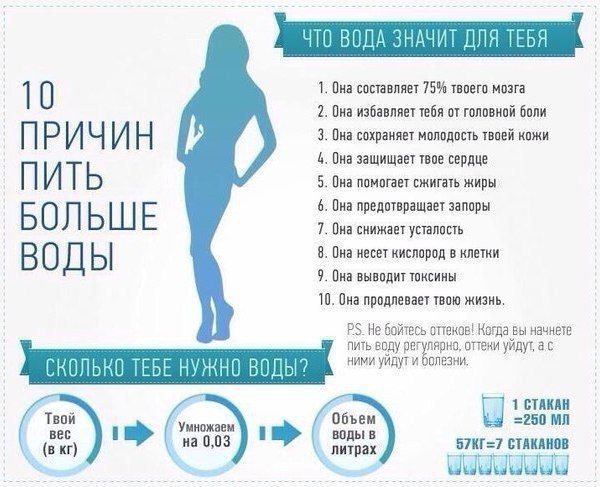 10
ПРИЧИН
ПИТЬ
БОЛЬШЕ
ВОДЫ
ЧТО ВОДА ЗНАЧИТ ДЛЯ ТЕБЯ
1. Она составляет 75% твоего мозга
2. Она избавляет тебя от головной боли
3. Она сохраняет молодость твоей кожи
4. Она защищает твое сердце
5. Она помогает сжигать жиры
6. Она предотвращает запоры
7. Она снижает усталость
8. Она несет кислород в клетки
9. Она выводит токсины
10. Она продлевает твою жизнь.
P.S. Не бойтесь оттеков! Когда вы начнете
пить воду регулярно, оттеки уйдут, а с
ними уйдут и болезни.
СКОЛЬКО ТЕБЕ НУЖНО ВОДЫ?
Твой
вес
(в кг)
Умножаем
на 0,03
Объем
воды в
литрах
1 СТАКАН
=250 МЛ
57КГ=7 СТАКАНОВ